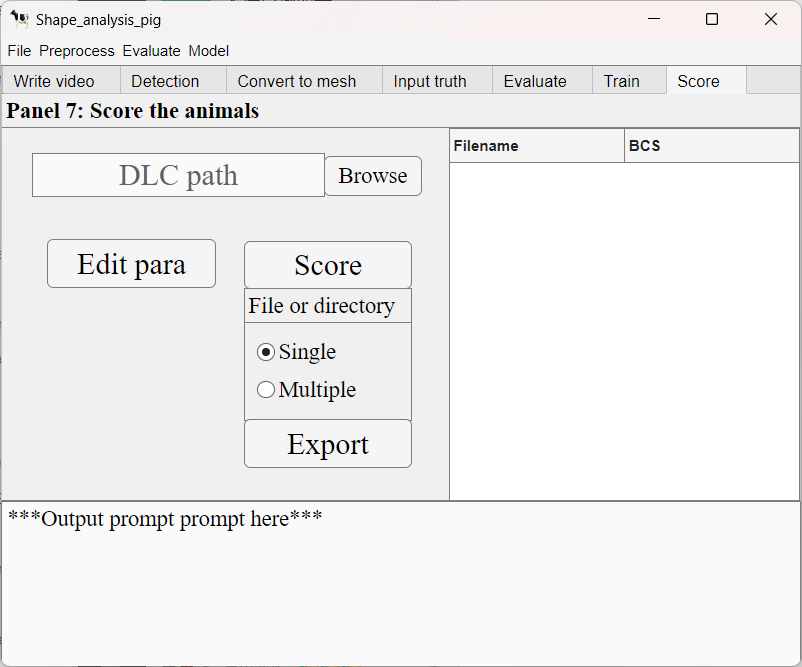 Shape_analysis_pig
File Preprocess Evaluate Model
Write video Detection Convert to mesh Input truth Evaluate Train Score
Panel 7: Score the animals
DLC path Browse
Filename BCS
Edit para Score
File or directory
Single
Multiple
Export
***Output prompt prompt here***